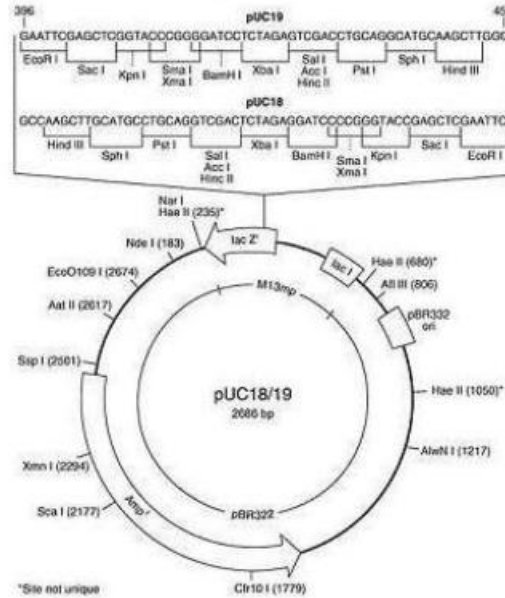 396
pUC19
GAATTCGAGCTCGGTACCCGGGGATCCTCTAGAGTCGACCTGCAGGCATGCAAGCTTGGC
EcoR I
Sac I
Kpn I
Sma I
Xma I
BamH I
Xba I
Sal I
Acc I
Hinc II
Pst I
Sph I
Hind III
pUC18
GCCAAGCTTGCATGCCTGCAGGTCGACTCTAGAGGATCCCCGGGTACCGAGCTCGAATTC
Hind III
Sph I
Pst I
Sal I
Acc I
Hinc II
Xba I
BamH I
Sma I
Xma I
Kpn I
Sac I
EcoR I
Nar I
Hae II (235)*
lac Z'
Nde I (183)
lac I
Hae II (680)*
EcoO109 I (2674)
M13mp
Afl III (806)
Aat II (2617)
pBR332
ori
Ssp I (2501)
pUC18/19
2686 bp
Hae II (1050)*
AlwN I (1217)
Xmn I (2294)
Sca I (2177)
Ampʳ
pBR322
*Site not unique
Cfr10 I (1779)